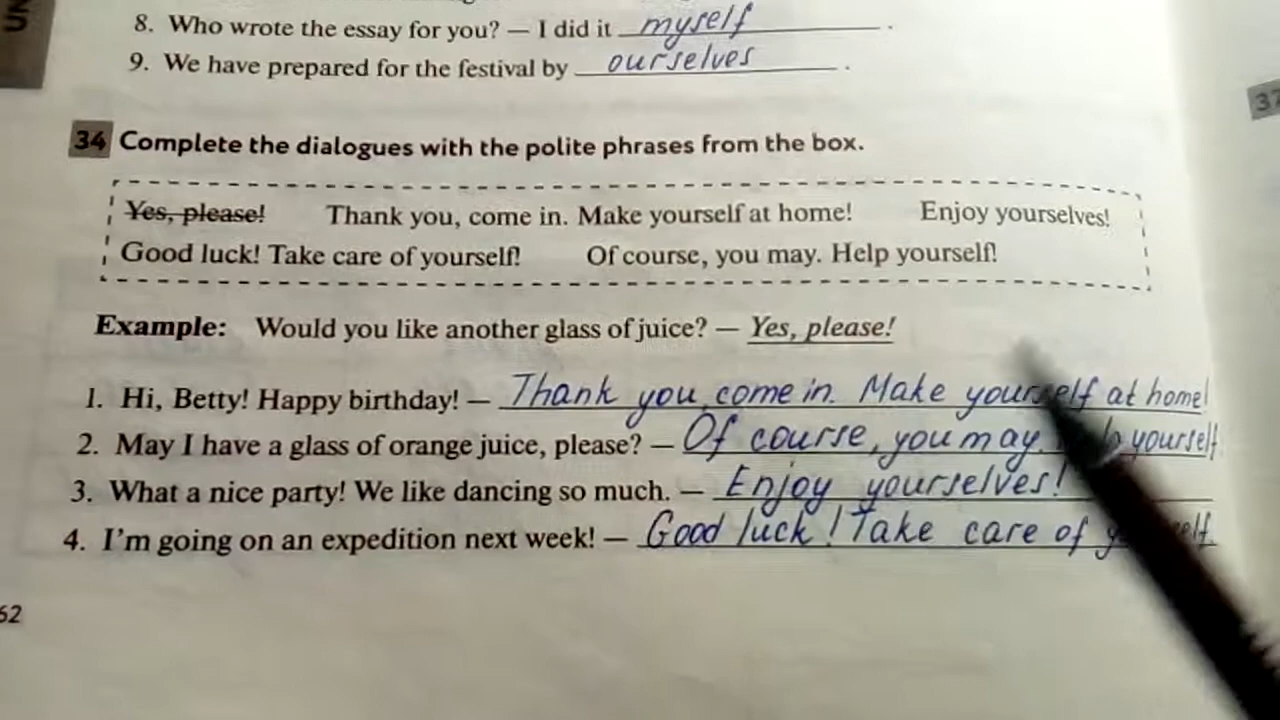 8. Who wrote the essay for you? — I did it myself.
9. We have prepared for the festival by ourselves.
34 Complete the dialogues with the polite phrases from the box.
Yes, please! Thank you, come in. Make yourself at home! Enjoy yourselves!
Good luck! Take care of yourself! Of course, you may. Help yourself!
Example: Would you like another glass of juice? — Yes, please!
1. Hi, Betty! Happy birthday! — Thank you, come in. Make yourself at home!
2. May I have a glass of orange juice, please? — Of course, you may. yourself
3. What a nice party! We like dancing so much. — Enjoy yourselves!
4. I'm going on an expedition next week! — Good luck! Take care of
62